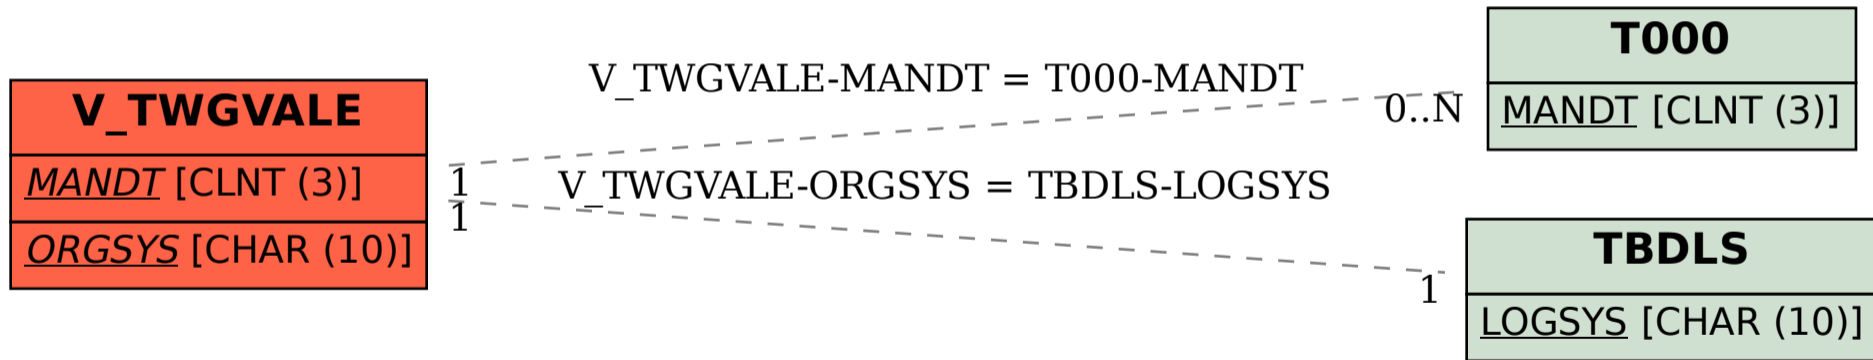 V_TWGVALE
MANDT [CLNT (3)]
ORGSYS [CHAR (10)]
V_TWGVALE-MANDT = T000-MANDT
1
0..N
V_TWGVALE-ORGSYS = TBDLS-LOGSYS
1
1
T000
MANDT [CLNT (3)]
TBDLS
LOGSYS [CHAR (10)]